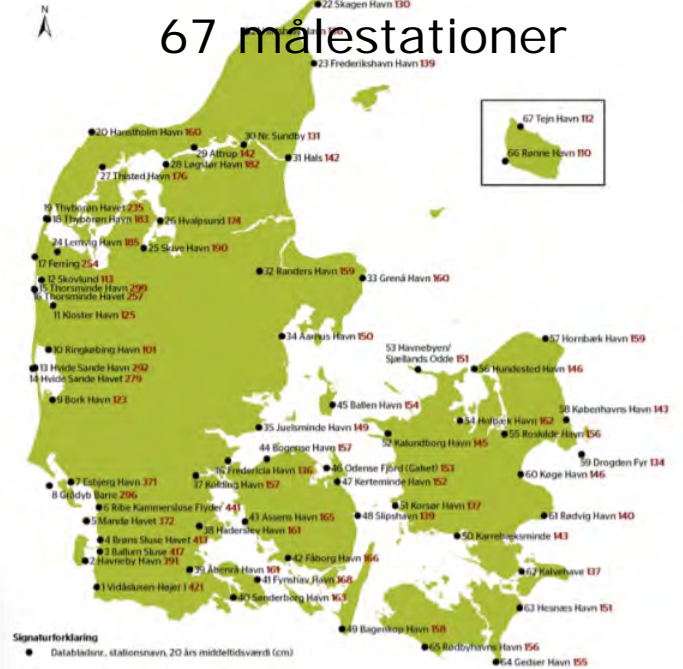 N
67 målestationer
22 Skagen Havn 130
23 Frederikshavn Havn 139
67 Tejn Havn 112
66 Rønne Havn 110
20 Hanstholm Havn 160
30 Nr. Sundby 131
29 Attrup 142
31 Hals 142
28 Løgstør Havn 182
27 Thisted Havn 176
19 Thyborøn Havet 235
18 Thyborøn Havn 183
26 Hvalpsund 174
24 Lemvig Havn 185
25 Skive Havn 190
17 Ferring 254
32 Randers Havn 159
33 Grenå Havn 160
12 Skovlund 113
15 Thorsminde Havn 299
16 Thorsminde Havet 257
11 Kloster Havn 125
34 Aarhus Havn 150
57 Hornbæk Havn 159
10 Ringkøbing Havn 101
53 Havnebyen/
Sjællands Odde 151
13 Hvide Sande Havn 292
56 Hundested Havn 146
14 Hvide Sande Havet 279
9 Bork Havn 123
45 Ballen Havn 154
58 Københavns Havn 143
54 Holbæk Havn 162
35 Juelsminde Havn 149
55 Roskilde Havn 156
52 Kalundborg Havn 145
44 Bogense Havn 157
59 Drogden Fyr 134
36 Fredericia Havn 136
46 Odense Fjord (Gabet) 153
60 Køge Havn 146
37 Kolding Havn 157
47 Kerteminde Havn 152
7 Esbjerg Havn 371
8 Grådyb Barre 296
6 Ribe Kammersluse Flyder 441
51 Korsør Havn 137
48 Slipshavn 139
61 Rødvig Havn 140
5 Mandø Havet 372
43 Assens Havn 165
38 Haderslev Havn 161
50 Karrebæksminde 143
4 Brøns Sluse Havet 413
3 Ballum Sluse 417
2 Havneby Havn 391
42 Fåborg Havn 166
39 Åbenrå Havn 161
62 Kalvehave 137
41 Fynshav Havn 168
1 Vidåslusen Højer 1 421
40 Sønderborg Havn 163
63 Hesnæs Havn 151
49 Bagenkop Havn 158
65 Rødbyhavns Havn 156
64 Gedser Havn 155
Signaturforklaring
Databladsnr., stationsnavn, 20 års middeltidsværdi (cm)